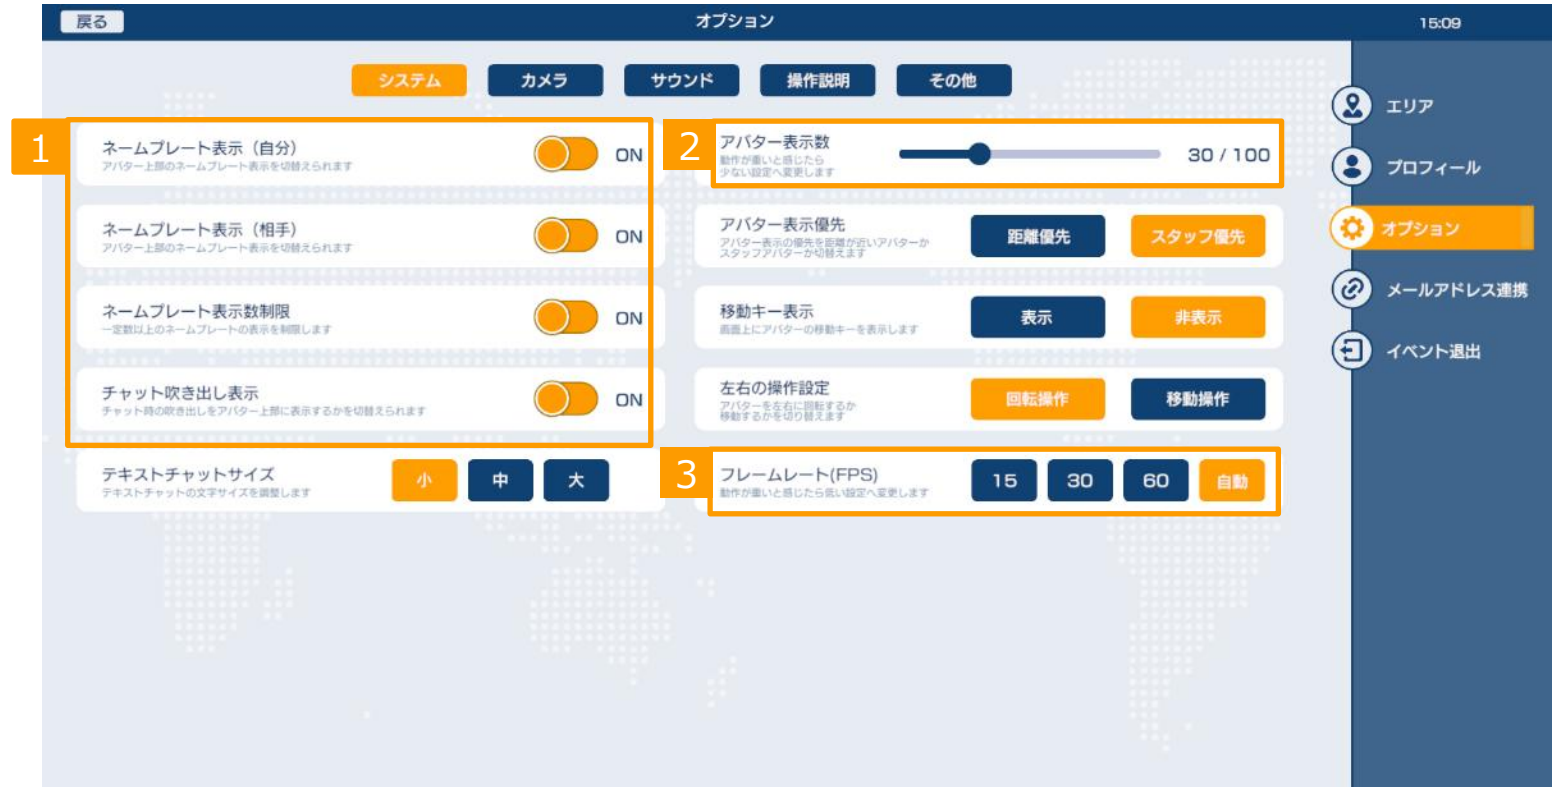 戻る
オプション
15:09
システム
カメラ
サウンド
操作説明
その他
1
ネームプレート表示（自分）
アバター上部のネームプレート表示を切替えられます
ON
ネームプレート表示（相手）
アバター上部のネームプレート表示を切替えられます
ON
ネームプレート表示数制限
一定数以上のネームプレートの表示を制限します
ON
チャット吹き出し表示
チャット時の吹き出しをアバター上部に表示するかを切替えられます
ON
テキストチャットサイズ
テキストチャットの文字サイズを調整します
小
中
大
2
アバター表示数
動作が重いと感じたら
少ない設定へ変更します
30 / 100
アバター表示優先
アバター表示の優先を距離が近いアバターか
スタッフアバターか切替えます
距離優先
スタッフ優先
移動キー表示
画面上にアバターの移動キーを表示します
表示
非表示
左右の操作設定
アバターを左右に回転するか
移動するかを切り替えます
回転操作
移動操作
3
フレームレート(FPS)
動作が重いと感じたら低い設定へ変更します
15
30
60
自動
エリア
プロフィール
オプション
メールアドレス連携
イベント退出